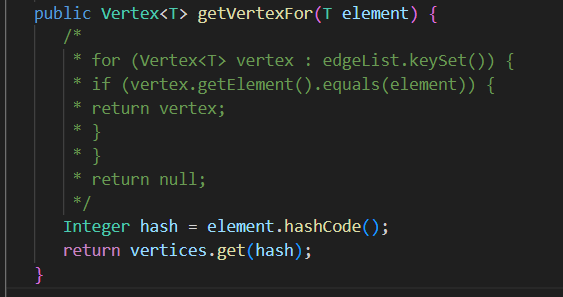 public Vertex<T> getVertexFor(T element) {
/*
* for (Vertex<T> vertex : edgeList.keySet()) {
* if (vertex.getElement().equals(element)) {
* return vertex;
* }
* }
* return null;
*/
Integer hash = element.hashCode();
return vertices.get(hash);
}